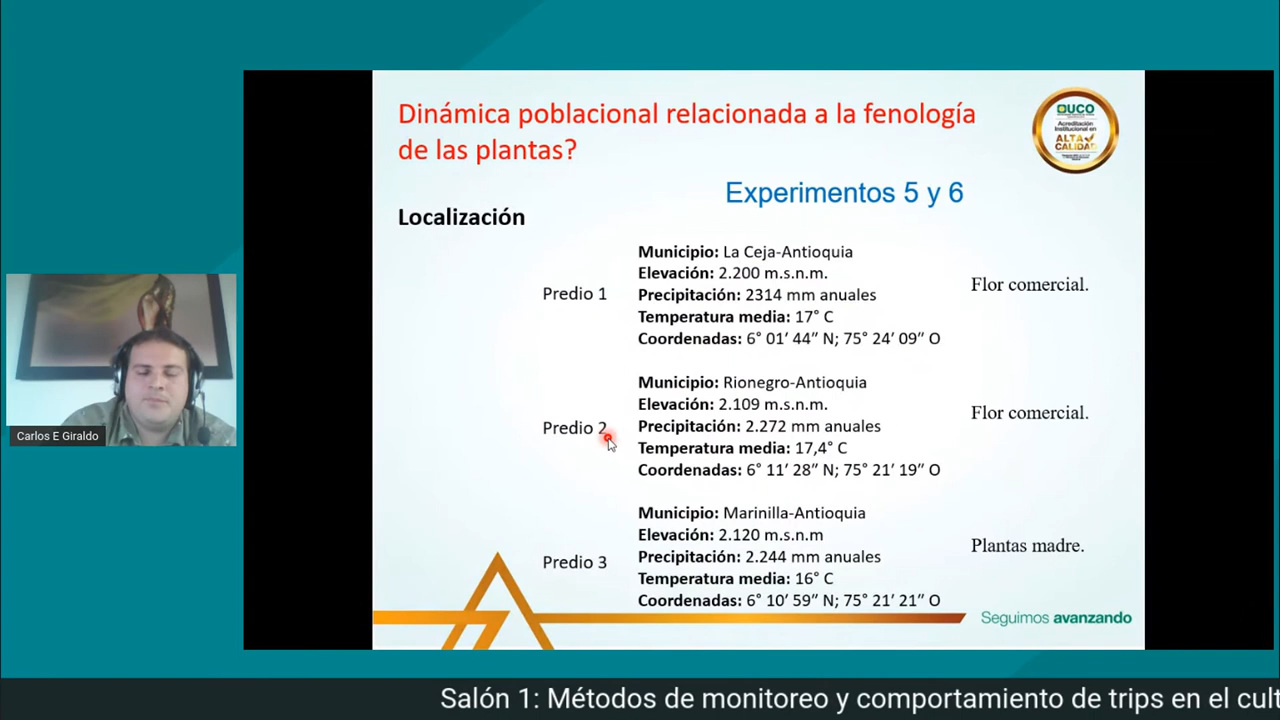 Dinámica poblacional relacionada a la fenología
de las plantas?
UCO
Acreditación
Institucional en
ALTA
CALIDAD
Experimentos 5 y 6
Localización
Predio 1
Municipio: La Ceja-Antioquia
Elevación: 2.200 m.s.n.m.
Precipitación: 2314 mm anuales
Temperatura media: 17° C
Coordenadas: 6° 01′ 44″ N; 75° 24′ 09″ O
Flor comercial.
Predio 2
Municipio: Rionegro-Antioquia
Elevación: 2.109 m.s.n.m.
Precipitación: 2.272 mm anuales
Temperatura media: 17,4° C
Coordenadas: 6° 11′ 28″ N; 75° 21′ 19″ O
Flor comercial.
Predio 3
Municipio: Marinilla-Antioquia
Elevación: 2.120 m.s.n.m
Precipitación: 2.244 mm anuales
Temperatura media: 16° C
Coordenadas: 6° 10′ 59″ N; 75° 21′ 21″ O
Plantas madre.
Seguimos avanzando
Carlos E Giraldo
Salón 1: Métodos de monitoreo y comportamiento de trips en el cult